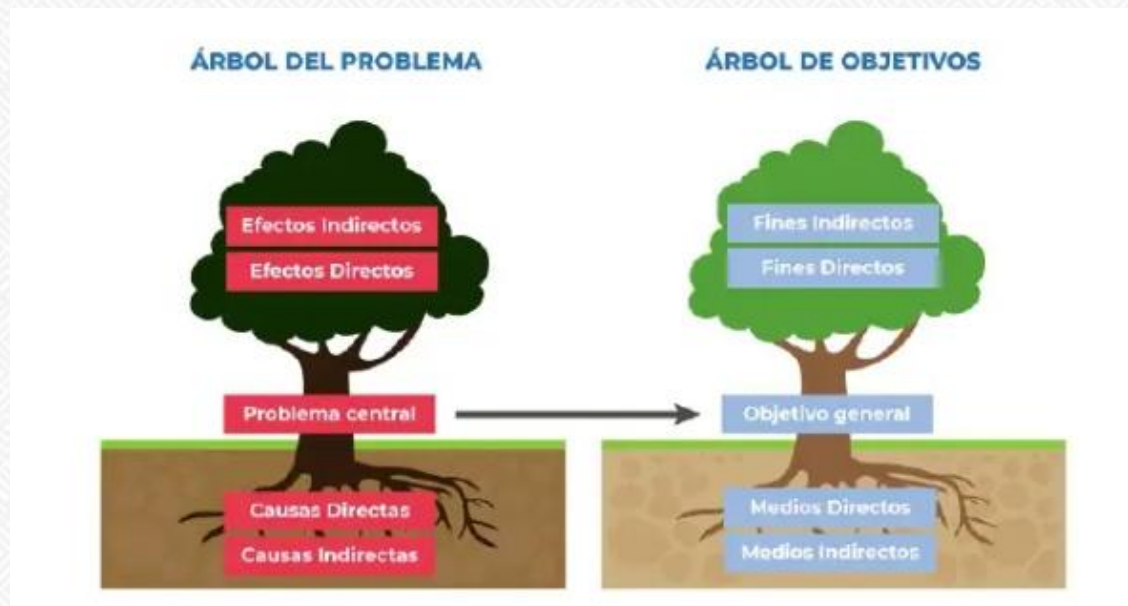 ÁRBOL DEL PROBLEMA
Efectos Indirectos
Efectos Directos
Problema central
Causas Directas
Causas Indirectas
ÁRBOL DE OBJETIVOS
Fines Indirectos
Fines Directos
Objetivo general
Medios Directos
Medios Indirectos